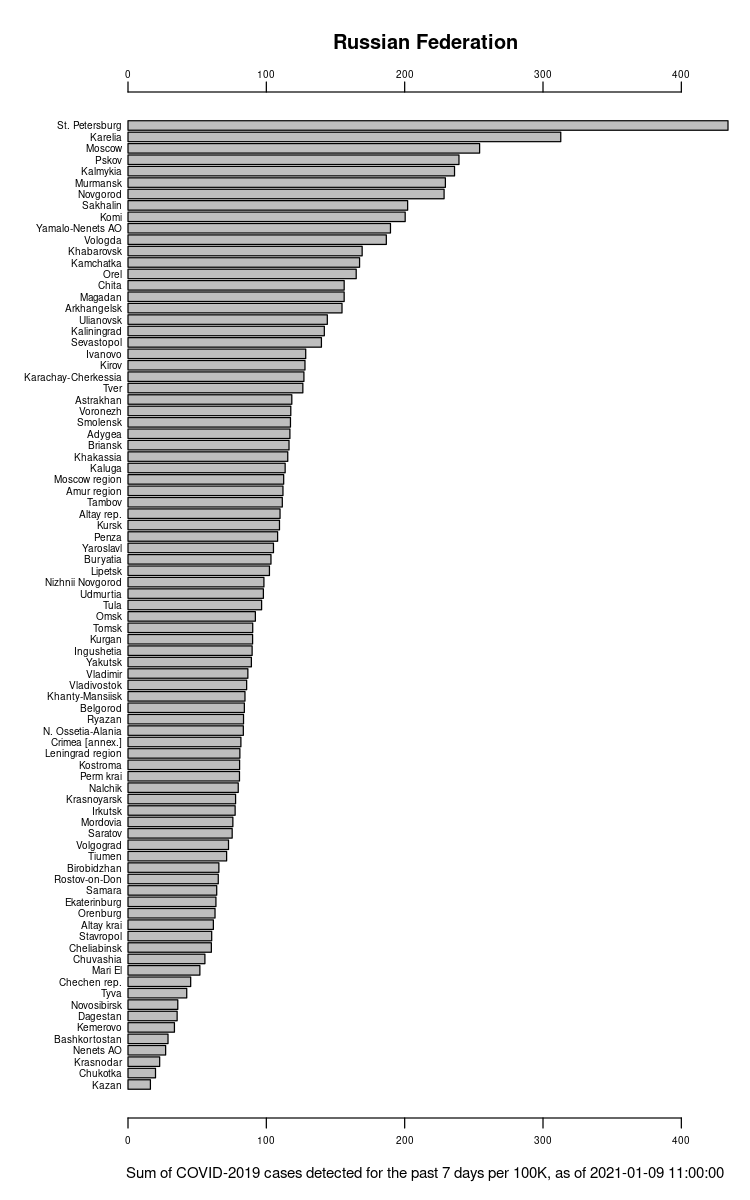 Russian Federation
0 100 200 300 400
St. Petersburg
Karelia
Moscow
Pskov
Kalmykia
Murmansk
Novgorod
Sakhalin
Komi
Yamalo-Nenets AO
Vologda
Khabarovsk
Kamchatka
Orel
Chita
Magadan
Arkhangelsk
Ulianovsk
Kaliningrad
Sevastopol
Ivanovo
Kirov
Karachay-Cherkessia
Tver
Astrakhan
Voronezh
Smolensk
Adygea
Briansk
Khakassia
Kaluga
Moscow region
Amur region
Tambov
Altay rep.
Kursk
Penza
Yaroslavl
Buryatia
Lipetsk
Nizhnii Novgorod
Udmurtia
Tula
Omsk
Tomsk
Kurgan
Ingushetia
Yakutsk
Vladimir
Vladivostok
Khanty-Mansiisk
Belgorod
Ryazan
N. Ossetia-Alania
Crimea [annex.]
Leningrad region
Kostroma
Perm krai
Nalchik
Krasnoyarsk
Irkutsk
Mordovia
Saratov
Volgograd
Tiumen
Birobidzhan
Rostov-on-Don
Samara
Ekaterinburg
Orenburg
Altay krai
Stavropol
Cheliabinsk
Chuvashia
Mari El
Chechen rep.
Tyva
Novosibirsk
Dagestan
Kemerovo
Bashkortostan
Nenets AO
Krasnodar
Chukotka
Kazan
0 100 200 300 400
Sum of COVID-2019 cases detected for the past 7 days per 100K, as of 2021-01-09 11:00:00